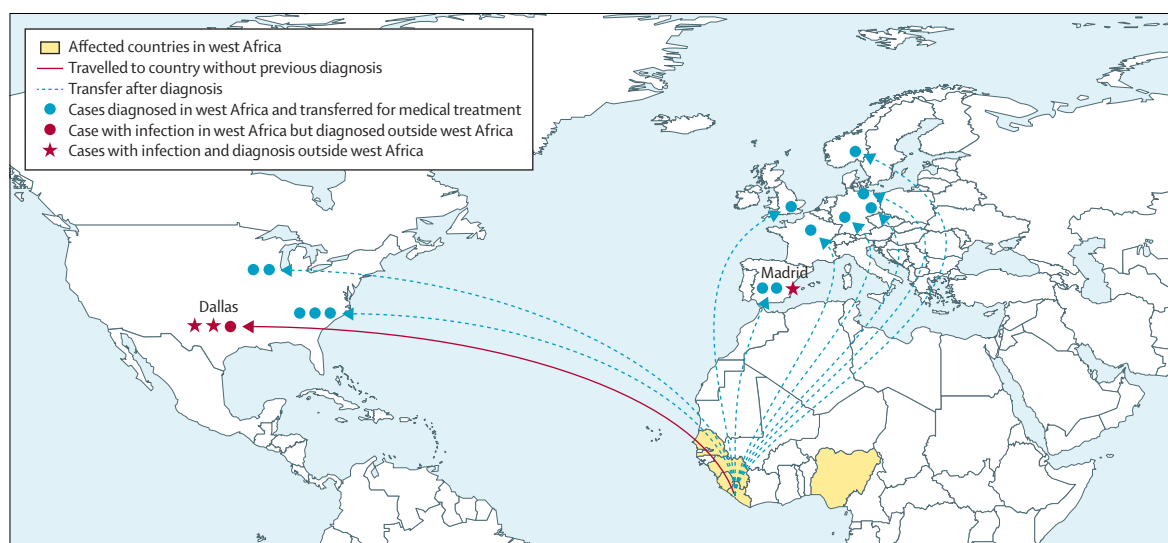 Affected countries in west Africa
Travelled to country without previous diagnosis
Transfer after diagnosis
Cases diagnosed in west Africa and transferred for medical treatment
Case with infection in west Africa but diagnosed outside west Africa
Cases with infection and diagnosis outside west Africa
Madrid
Dallas